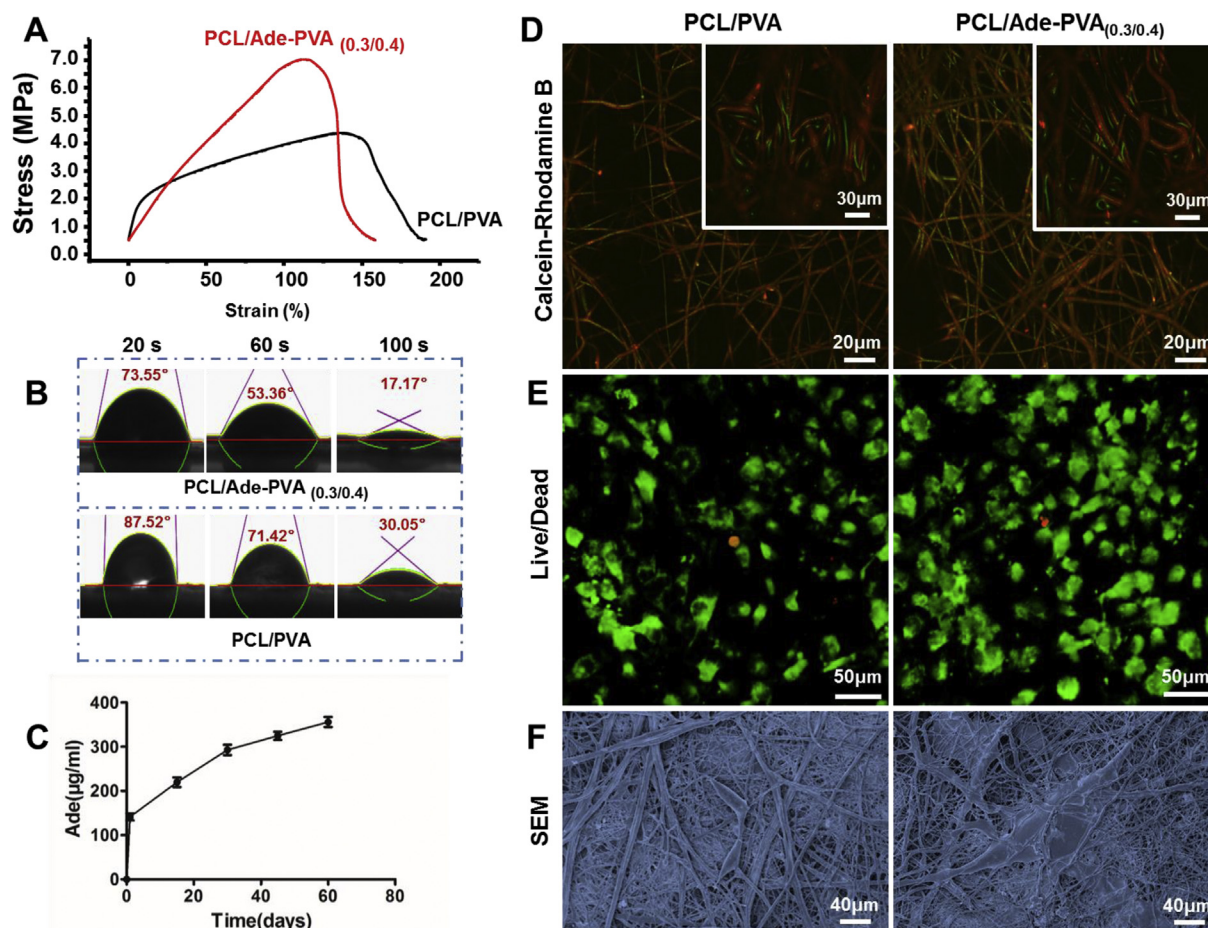 A
PCL/Ade-PVA (0.3/0.4)
Stress (MPa)
7.0
6.0
5.0
4.0
3.0
2.0
1.0
0.0
PCL/PVA
0 50 100 150 200
Strain (%)
B
20 s 60 s 100 s
73.55° 53.36° 17.17°
PCL/Ade-PVA (0.3/0.4)
87.52° 71.42° 30.05°
PCL/PVA
C
Ade(µg/ml)
400
300
200
100
0
0 20 40 60 80
Time(days)
D
PCL/PVA PCL/Ade-PVA(0.3/0.4)
Calcein-Rhodamine B
30µm 30µm
20µm 20µm
E
Live/Dead
50µm 50µm
F
SEM
40µm 40µm